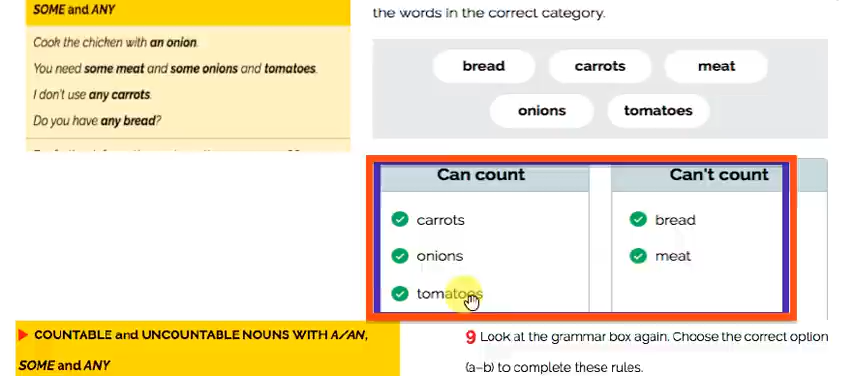 SOME and ANY
Cook the chicken with an onion.
You need some meat and some onions and tomatoes.
I don't use any carrots.
Do you have any bread?
the words in the correct category.
bread carrots meat
onions tomatoes
Can count Can't count
carrots bread
onions meat
tomatoes
COUNTABLE and UNCOUNTABLE NOUNS WITH A/AN,
SOME and ANY
9 Look at the grammar box again. Choose the correct option
(a–b) to complete these rules.